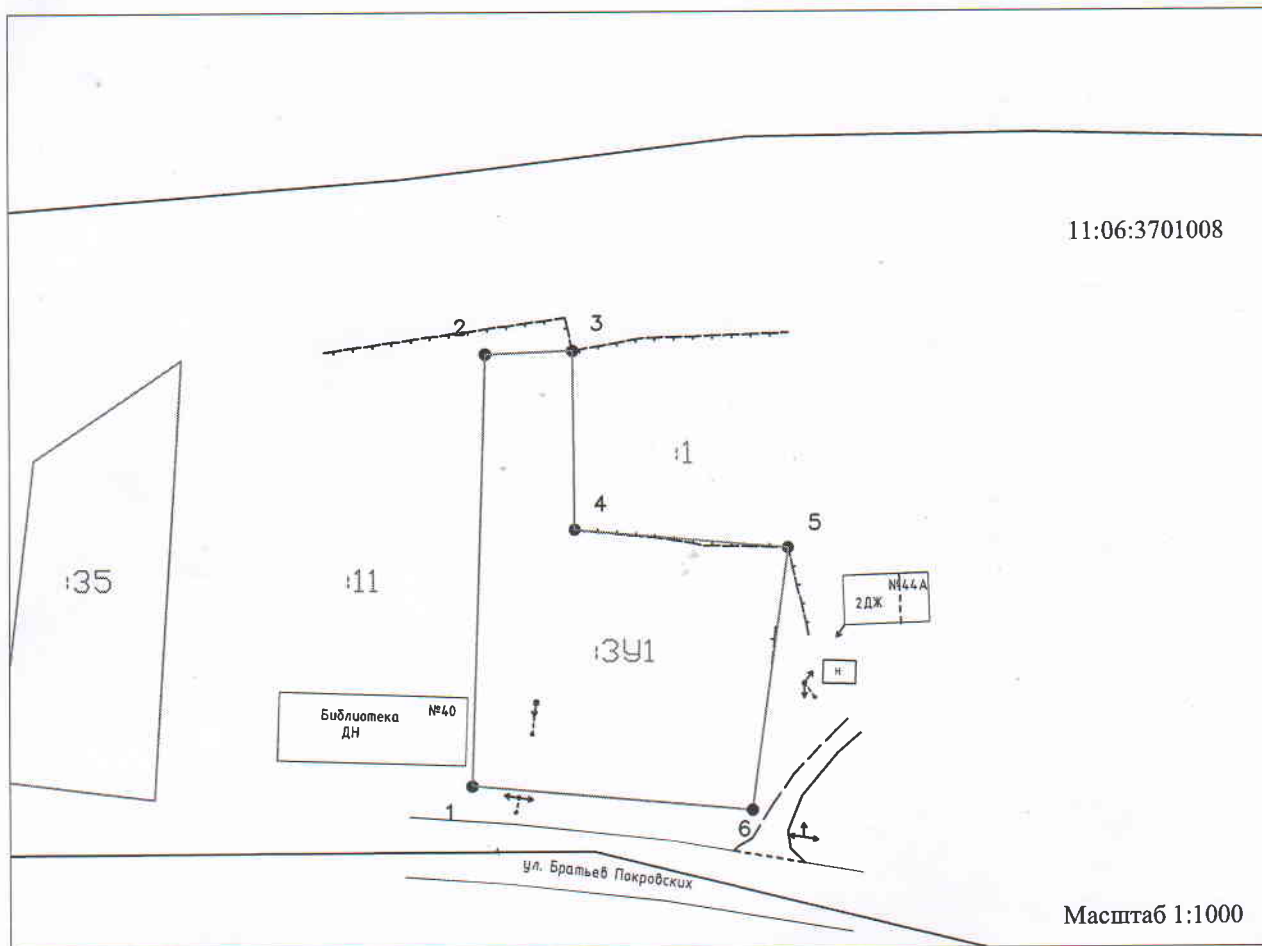 11:06:3701008
2
3
:1
4
5
:35
:11
№44А
2ДЖ
:ЗУ1
н
Библиотека №40
ДН
1
6
ул. Братьев Покровских
Масштаб 1:1000